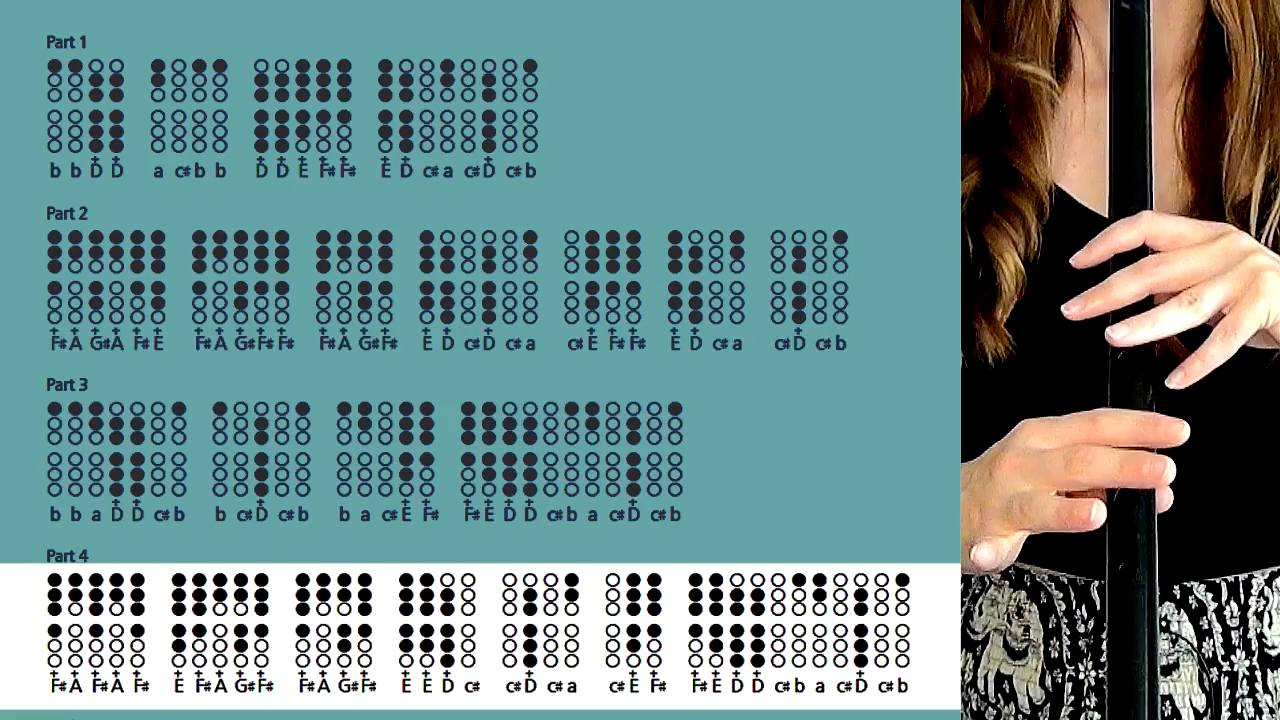 Part 1
b b D D a c# b b D D E F# F# E D c# a c# D c# b
Part 2
F# A G# A F# E F# A G# F# F# F# A G# F# E D c# D c# a c# E F# F# E D c# a c# D c# b
Part 3
b b a D D c# b b c# D c# b b a c# E F# F# E D D c# b a c# D c# b
Part 4
F# A F# A F# E F# A G# F# F# A G# F# E E D c# c# D c# a c# E F# F# E D D c# b a c# D c# b